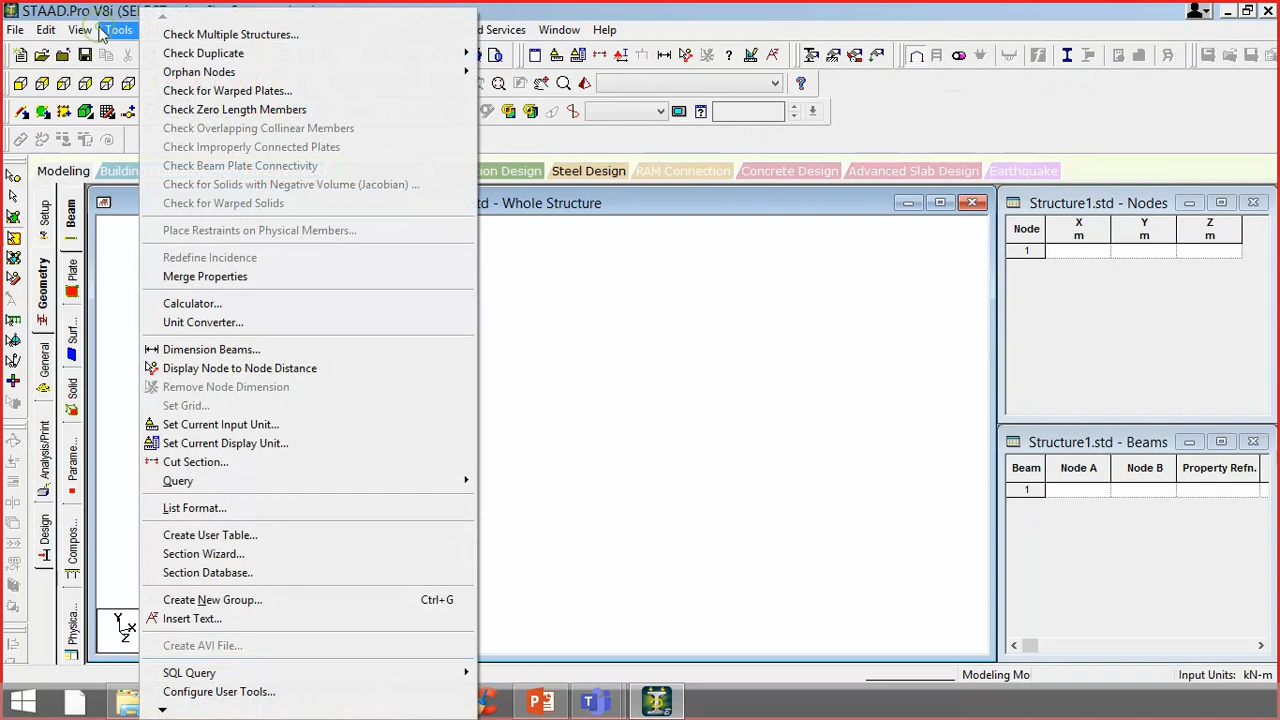 STAAD.Pro V8i (SELECT
File Edit View Tools
Services Window Help
Check Multiple Structures...
Check Duplicate
Orphan Nodes
Check for Warped Plates...
Check Zero Length Members
Check Overlapping Collinear Members
Check Improperly Connected Plates
Check Beam Plate Connectivity
Check for Solids with Negative Volume (Jacobian) ...
Check for Warped Solids
Place Restraints on Physical Members...
Redefine Incidence
Merge Properties
Calculator...
Unit Converter...
Dimension Beams...
Display Node to Node Distance
Remove Node Dimension
Set Grid...
Set Current Input Unit...
Set Current Display Unit...
Cut Section...
Query
List Format...
Create User Table...
Section Wizard...
Section Database..
Create New Group... Ctrl+G
Insert Text...
Create AVI File...
SQL Query
Configure User Tools...
Modeling Building
ion Design Steel Design RAM Connection Concrete Design Advanced Slab Design Earthquake
td - Whole Structure
Setup
Geometry
General
Analysis/Print
Design
Beam
Plate
Surf...
Solid
Parame...
Compos...
Physica...
Y
X
Z
Structure1.std - Nodes
Node X m Y m Z m
1
Structure1.std - Beams
Beam Node A Node B Property Refn.
1
Modeling Mo Input Units: kN-m